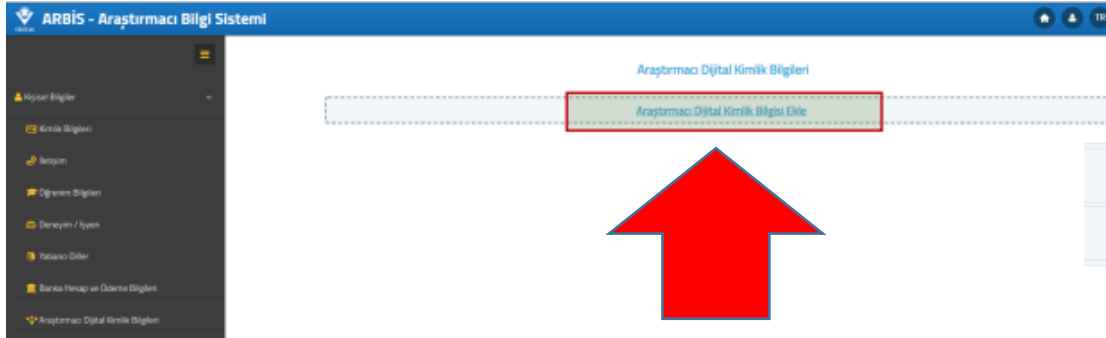 ARBİS - Araştırmacı Bilgi Sistemi
TR
Kişisel Bilgiler
Kimlik Bilgileri
İletişim
Öğrenim Bilgileri
Deneyim / İşyeri
Yabancı Diller
Banka Hesap ve Ödeme Bilgileri
Araştırmacı Dijital Kimlik Bilgileri
Araştırmacı Dijital Kimlik Bilgileri
Araştırmacı Dijital Kimlik Bilgisi Ekle